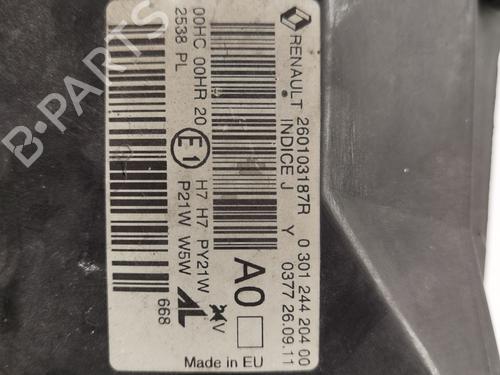 RENAULT
260103187R
INDICE J
Y 0 301 244 204 00
0377 26.09.11
A0
00HC 00HR 20
2538 PL
E1
H7 H7 PY21W
P21W W5W
AL
668
Made in EU
B-PARTS